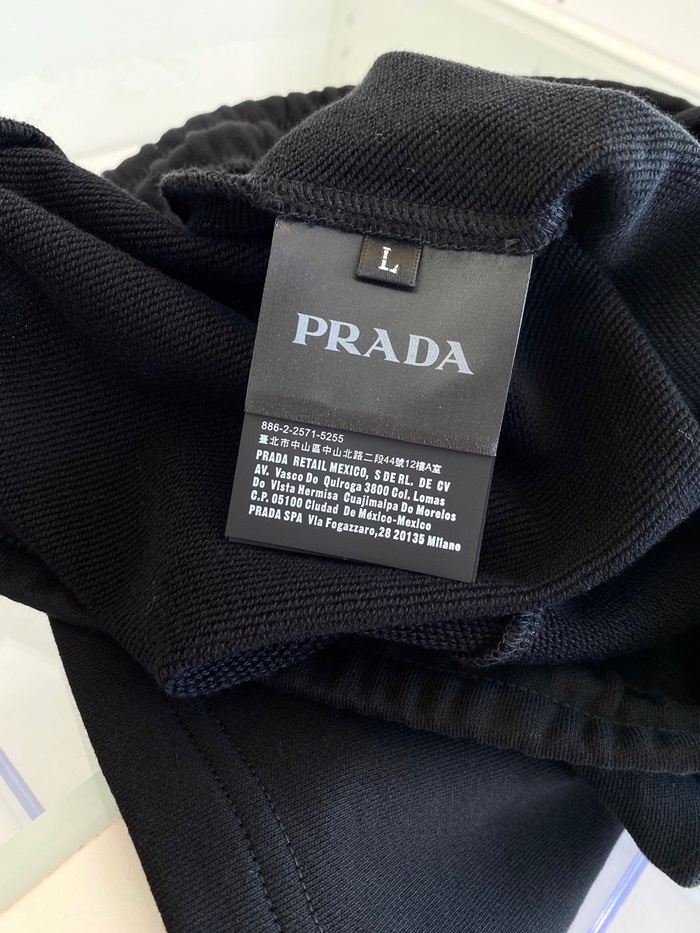 L
PRADA
886-2-2571-5255
臺北市中山區中山北路二段44號12樓A室
PRADA RETAIL MEXICO, S DE RL. DE CV
AV. Vasco Do Quiroga 3800 Col. Lomas
Do Vista Hermisa Cuajimalpa Do Morelos
C.P. 05100 Ciudad De México-Mexico
PRADA SPA Via Fogazzaro,28 20135 Milane